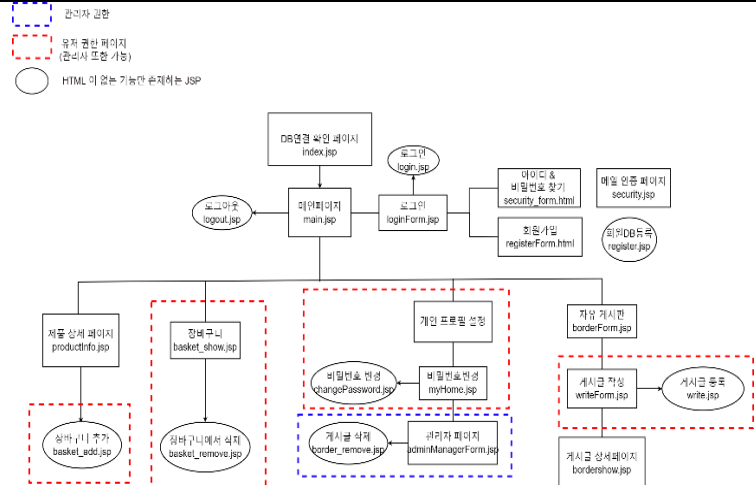 관리자 권한
유저 권한 페이지
(관리자 또한 가능)
HTML 이 없는 기능만 존재하는 JSP
DB연결 확인 페이지
index.jsp
로그인
login.jsp
아이디 &
비밀번호 찾기
security_form.html
메일 인증 페이지
security.jsp
로그아웃
logout.jsp
메인페이지
main.jsp
로그인
loginForm.jsp
회원가입
registerForm.html
회원DB등록
register.jsp
제품 상세 페이지
productInfo.jsp
장바구니
basket_show.jsp
개인 프로필 설정
자유 게시판
borderForm.jsp
비밀번호 변경
changePassword.jsp
비밀번호변경
myHome.jsp
게시글 작성
writeForm.jsp
게시글 등록
write.jsp
장바구니 추가
basket_add.jsp
장바구니에서 삭제
basket_remove.jsp
게시글 삭제
border_remove.jsp
관리자 페이지
adminManagerForm.jsp
게시글 상세페이지
bordershow.jsp